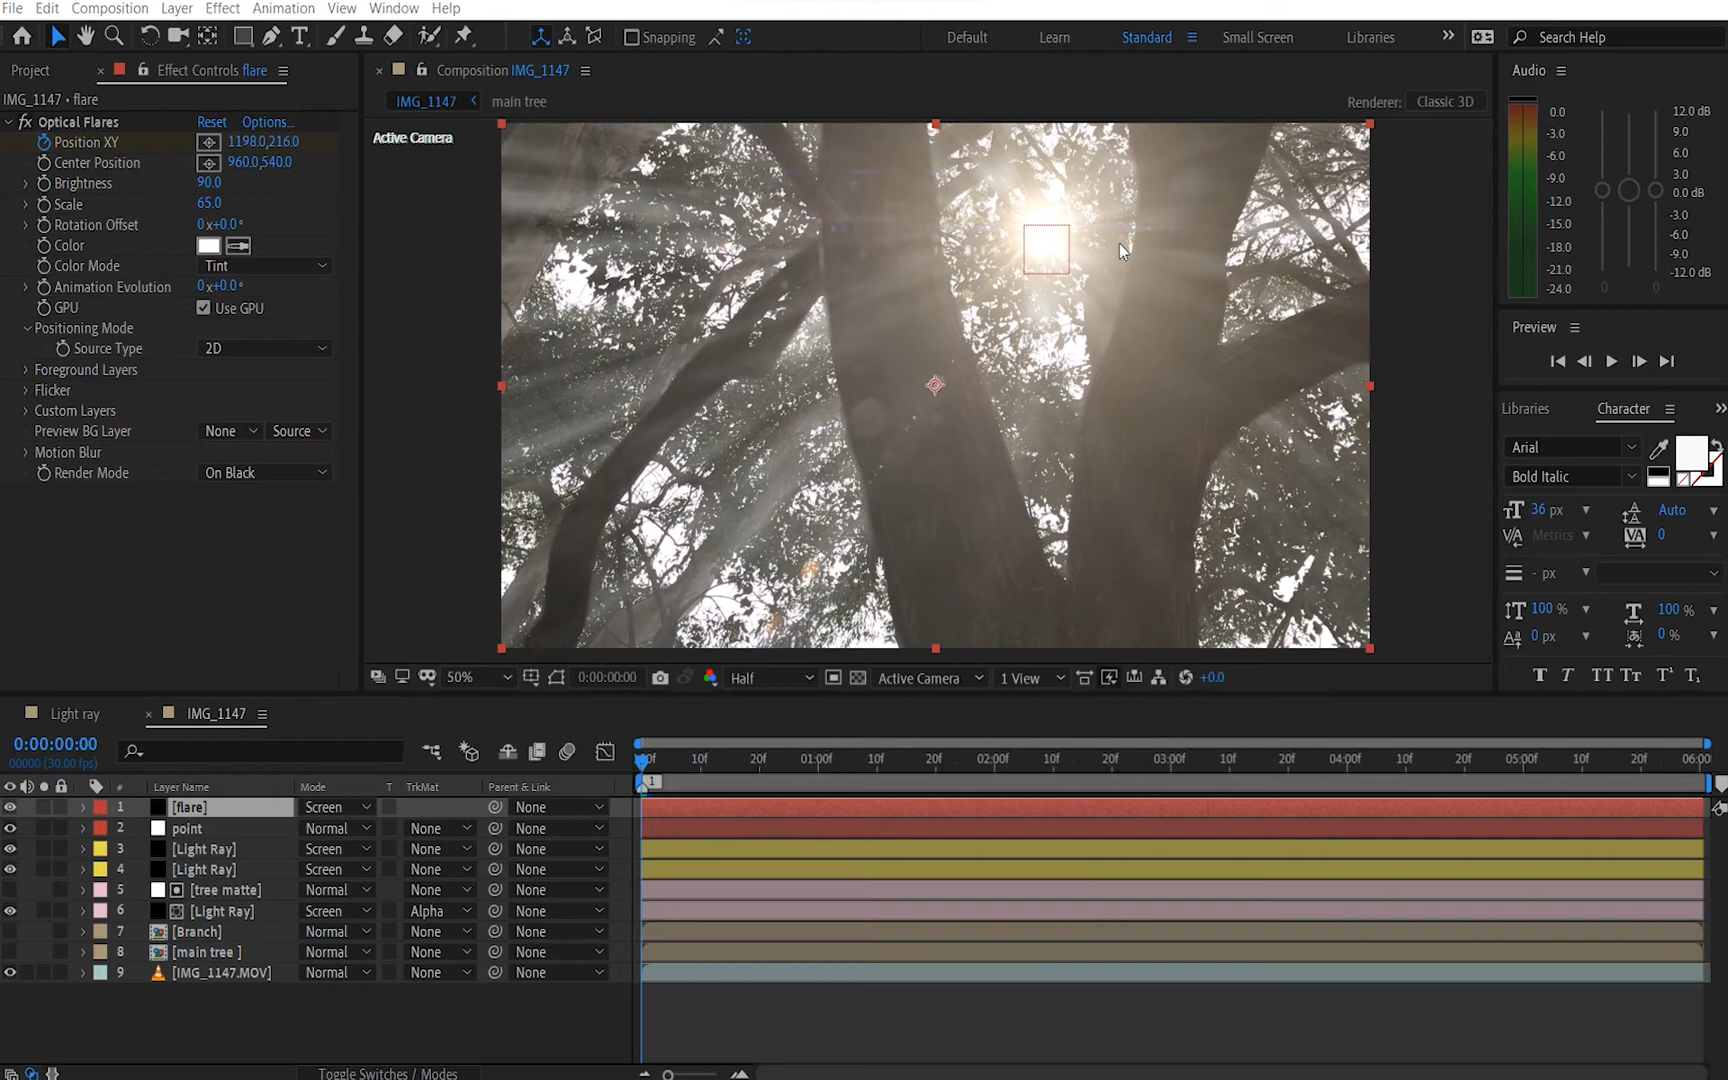 File Edit Composition Layer Effect Animation View Window Help
Snapping Default Learn Standard Small Screen Libraries Search Help
Project Effect Controls flare
IMG_1147 • flare
Optical Flares Reset Options...
Position XY 1198.0,216.0
Center Position 960.0,540.0
Brightness 90.0
Scale 65.0
Rotation Offset 0x+0.0°
Color
Color Mode Tint
Animation Evolution 0x+0.0°
GPU Use GPU
Positioning Mode
Source Type 2D
Foreground Layers
Flicker
Custom Layers
Preview BG Layer None Source
Motion Blur
Render Mode On Black
Composition IMG_1147
IMG_1147 main tree
Renderer: Classic 3D
Active Camera
50% 0:00:00:00 Half Active Camera 1 View +0.0
Audio
0.0 12.0 dB
-3.0 9.0
-6.0 6.0
-9.0 3.0
-12.0 0.0 dB
-15.0 -3.0
-18.0 -6.0
-21.0 -9.0
-24.0 -12.0 dB
0 0
Preview
Libraries Character
Arial
Bold Italic
36 px Auto
Metrics 0
- px
100 % 100 %
0 px 0 %
T T TT Tt T¹ T₁
Light ray IMG_1147
0:00:00:00
00000 (30.00 fps)
:00f 10f 20f 01:00f 10f 20f 02:00f 10f 20f 03:00f 10f 20f 04:00f 10f 20f 05:00f 10f 20f 06:00
1
# Layer Name Mode T TrkMat Parent & Link
1 [flare] Screen None
2 point Normal None None
3 [Light Ray] Screen None None
4 [Light Ray] Screen None None
5 [tree matte] Normal None None
6 [Light Ray] Screen Alpha None
7 [Branch] Normal None None
8 [main tree ] Normal None None
9 [IMG_1147.MOV] Normal None None
Toggle Switches / Modes